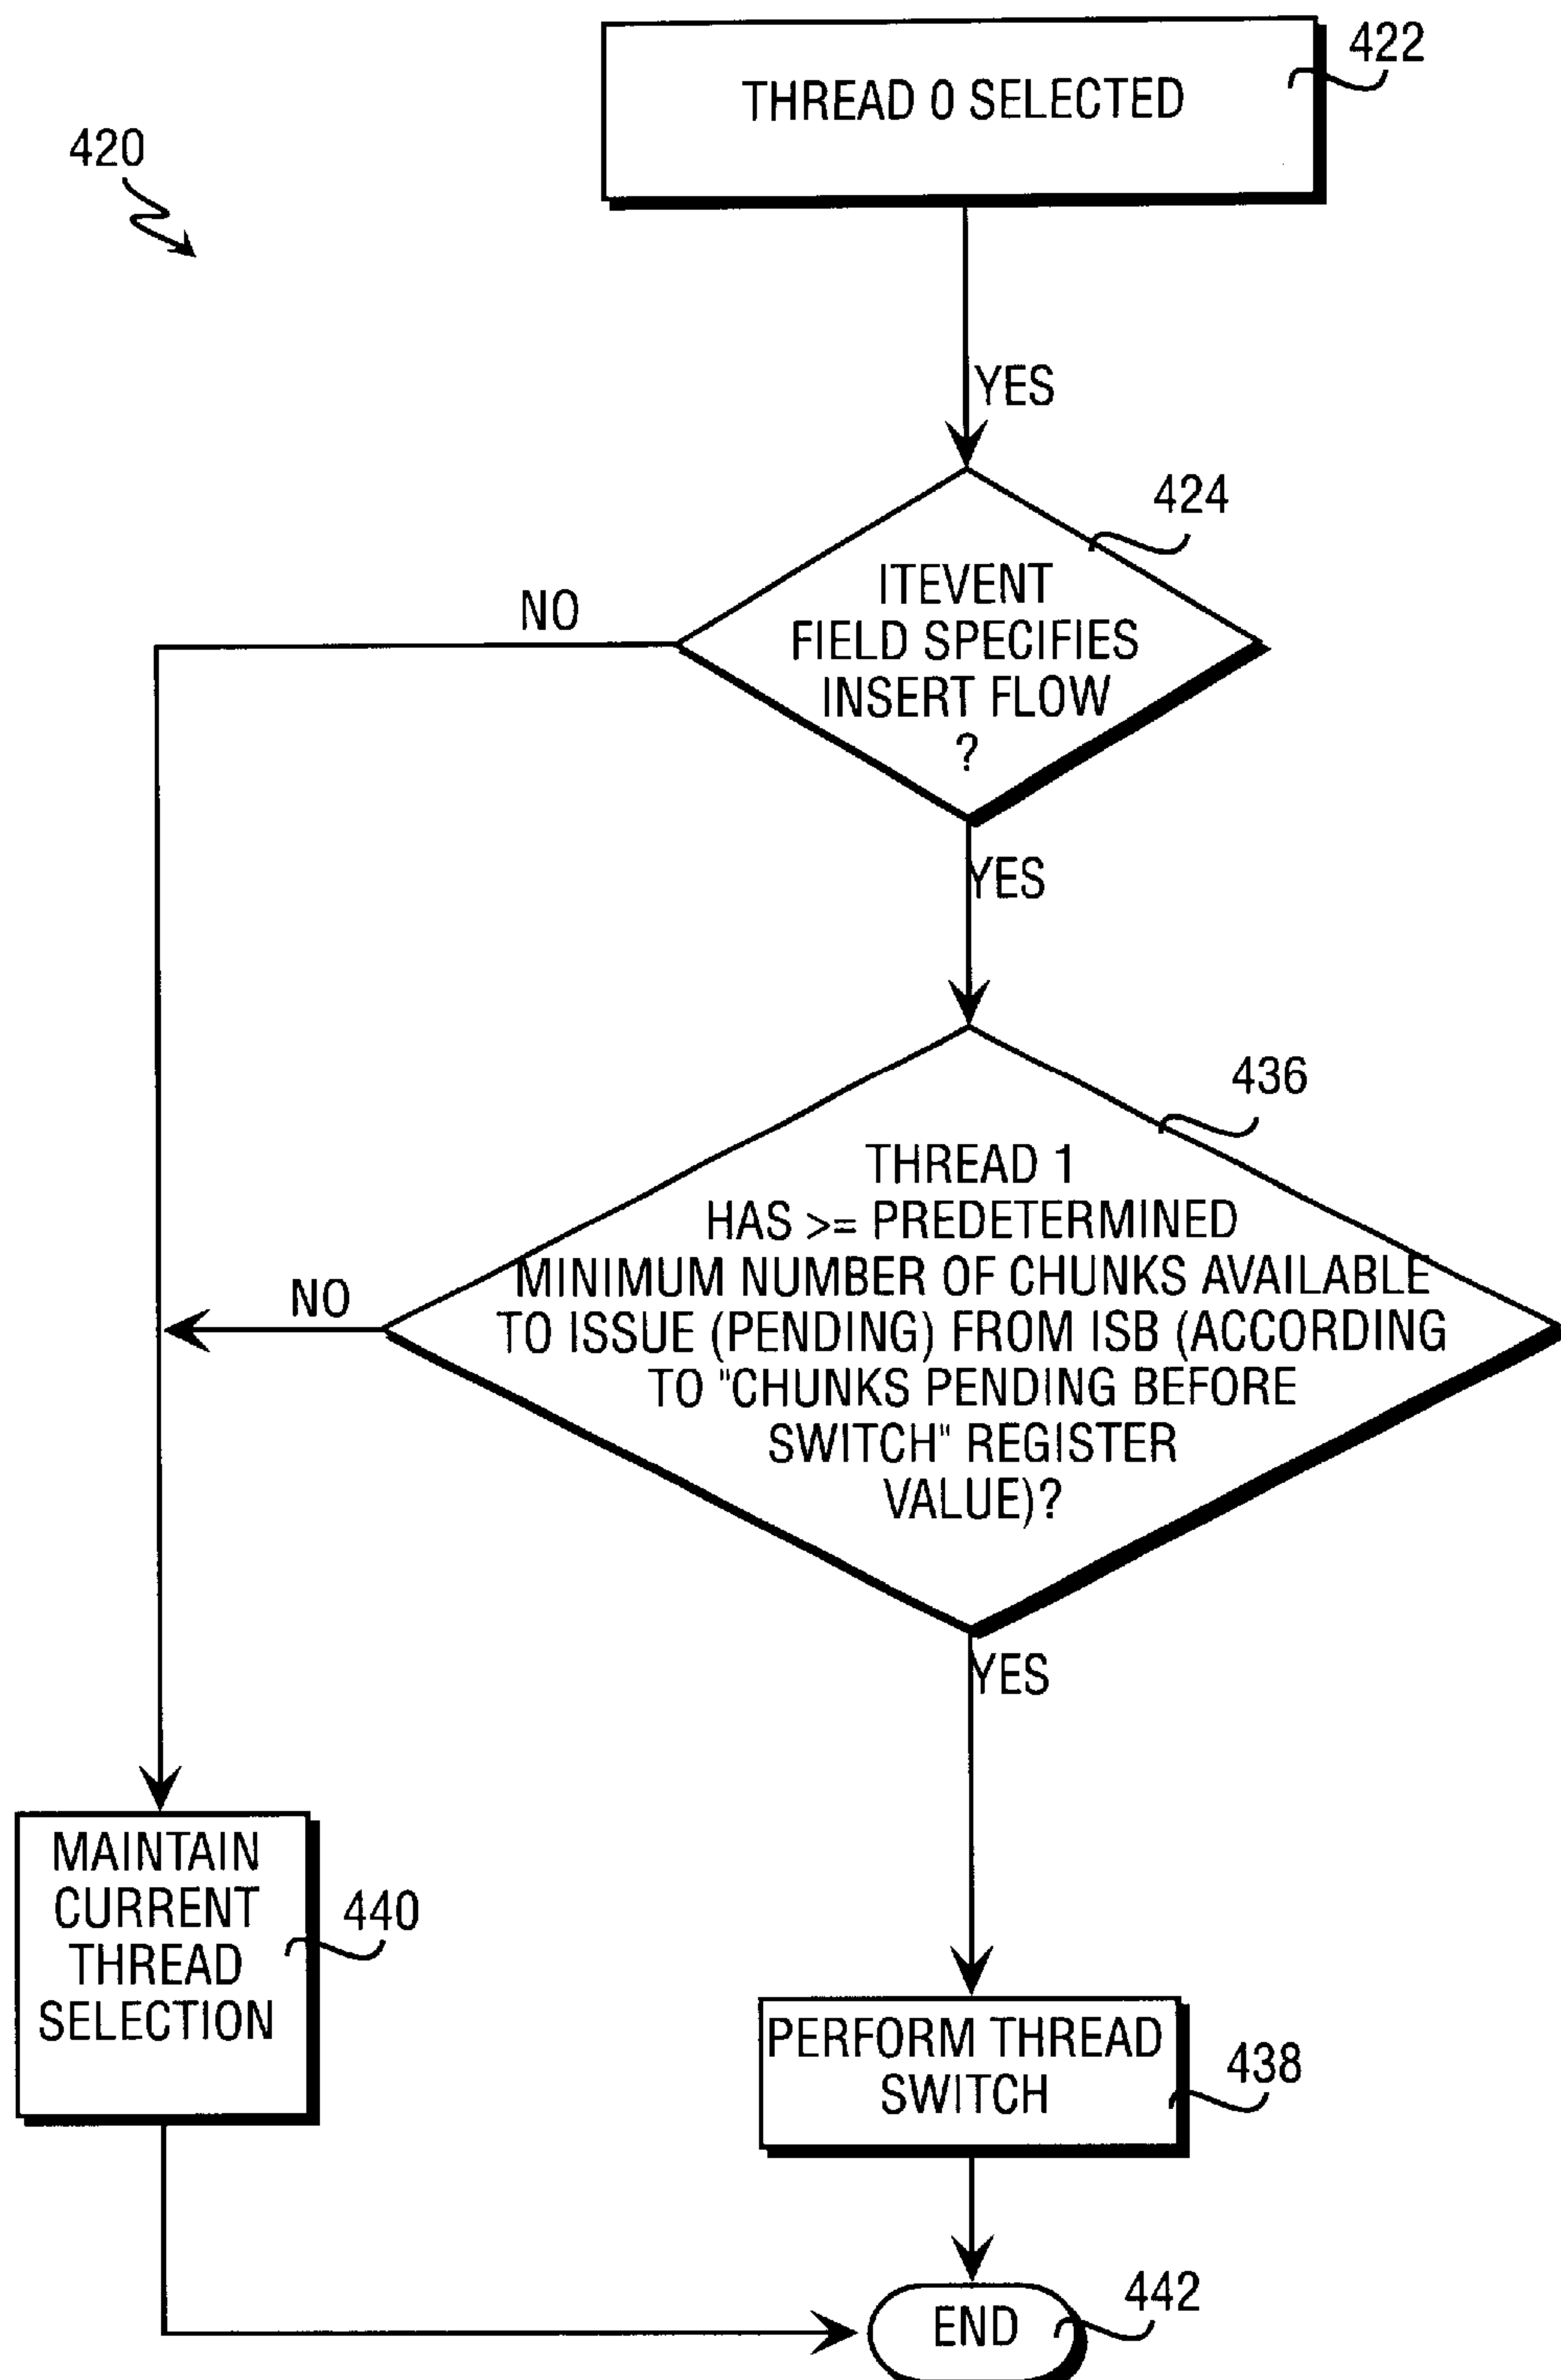 422
THREAD 0 SELECTED
420
YES
424
ITEVENT
FIELD SPECIFIES
INSERT FLOW
?
NO
YES
436
THREAD 1
HAS >= PREDETERMINED
MINIMUM NUMBER OF CHUNKS AVAILABLE
TO ISSUE (PENDING) FROM ISB (ACCORDING
TO "CHUNKS PENDING BEFORE
SWITCH" REGISTER
VALUE)?
NO
YES
MAINTAIN
CURRENT
THREAD
SELECTION
440
PERFORM THREAD
SWITCH
438
END
442